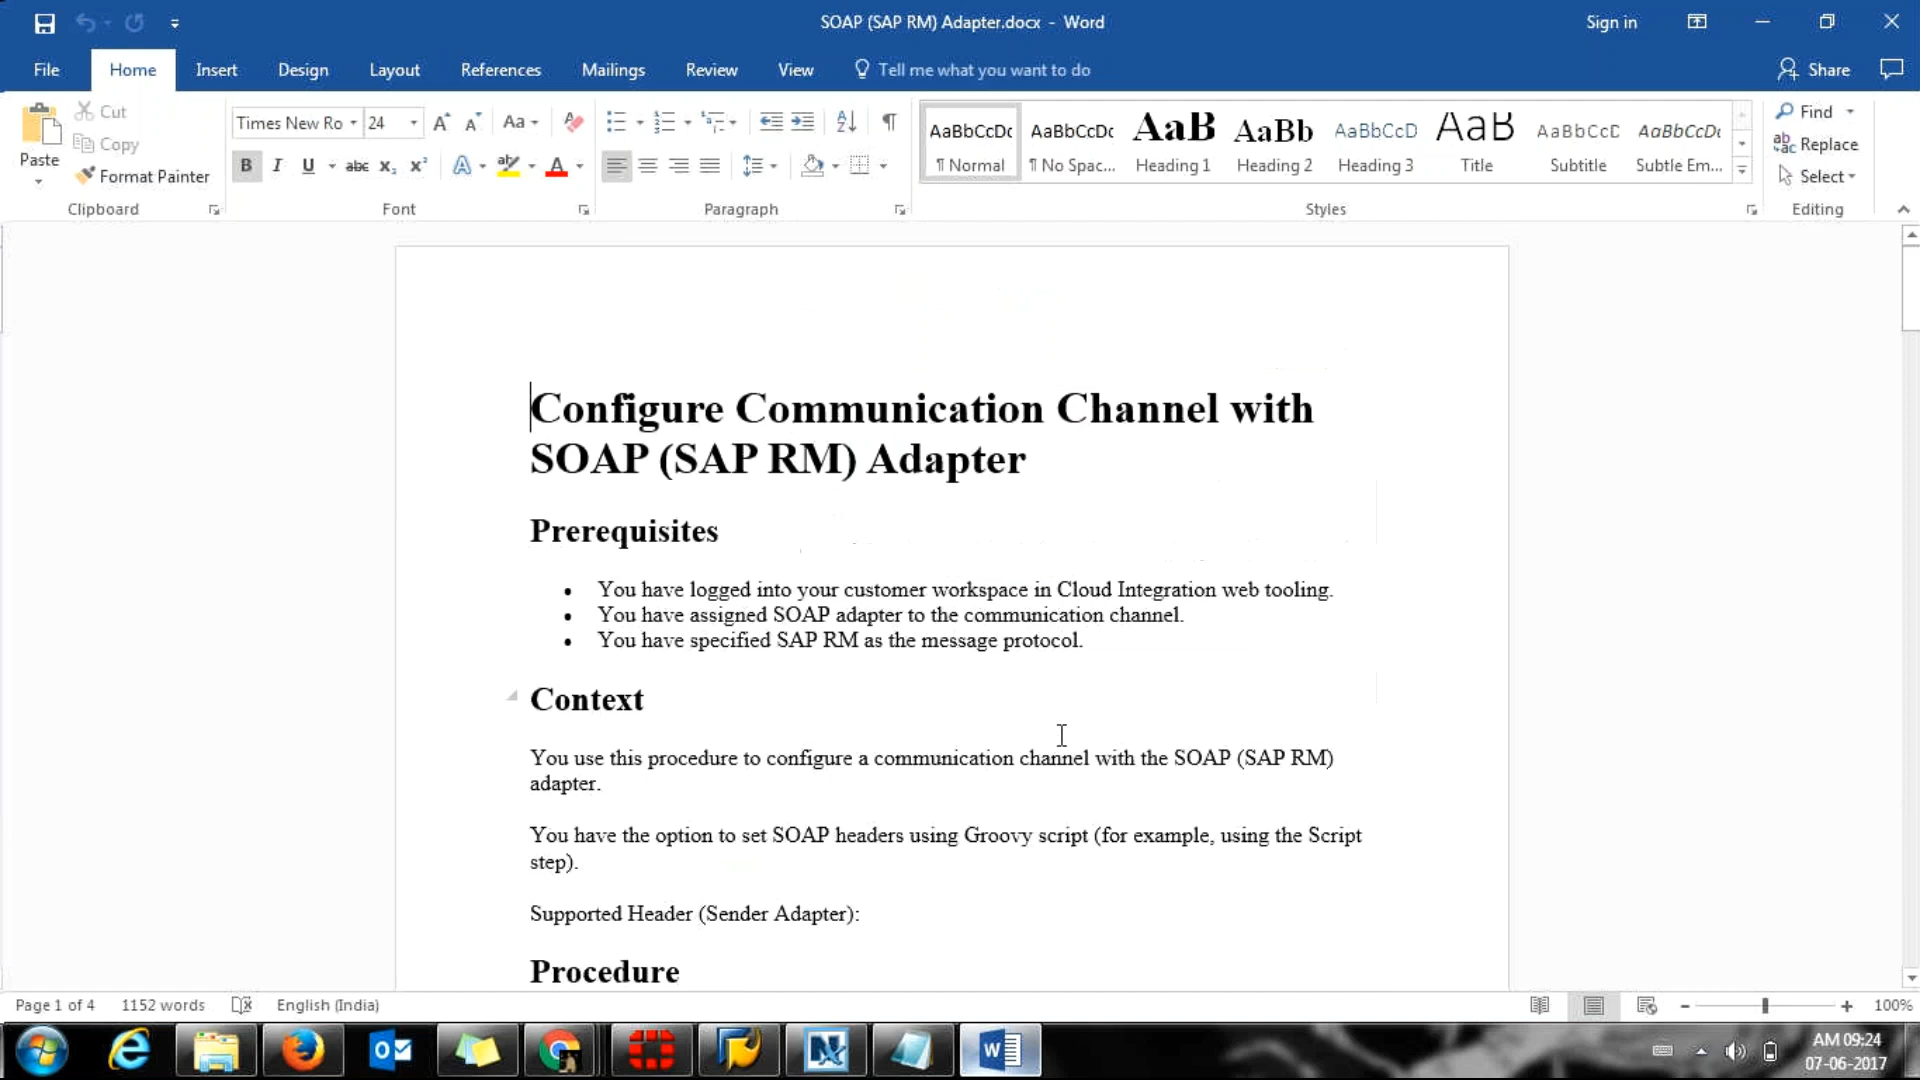 SOAP (SAP RM) Adapter.docx - Word
Sign in
File Home Insert Design Layout References Mailings Review View Tell me what you want to do
Share
Paste
Cut
Copy
Format Painter
Clipboard
Times New Ro 24
Aa
B I U abc X₂ X²
A ab A
Font
Paragraph
AaBbCcDc AaBbCcDc AaB AaBb AaBbCcD AaB AaBbCcD AaBbCcDc
¶ Normal ¶ No Spac... Heading 1 Heading 2 Heading 3 Title Subtitle Subtle Em...
Styles
Find
Replace
Select
Editing
Configure Communication Channel with
SOAP (SAP RM) Adapter
Prerequisites
• You have logged into your customer workspace in Cloud Integration web tooling.
• You have assigned SOAP adapter to the communication channel.
• You have specified SAP RM as the message protocol.
Context
You use this procedure to configure a communication channel with the SOAP (SAP RM)
adapter.
You have the option to set SOAP headers using Groovy script (for example, using the Script
step).
Supported Header (Sender Adapter):
Procedure
Page 1 of 4 1152 words English (India)
100%
AM 09:24
07-06-2017